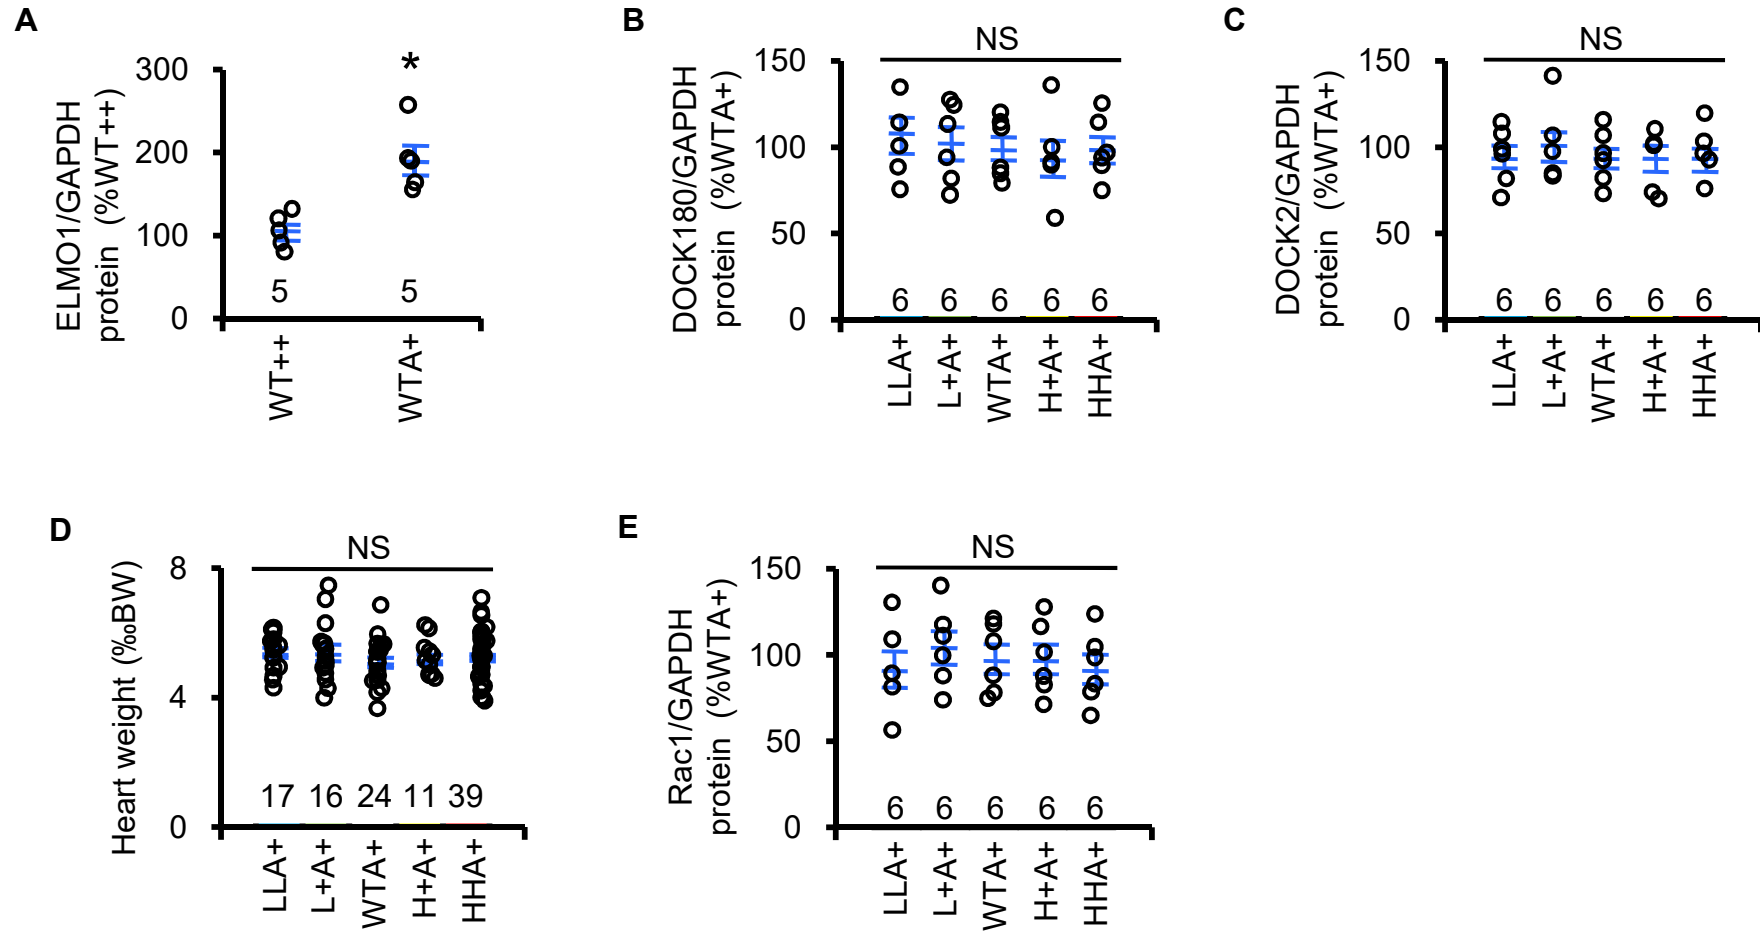 A
ELMO1/GAPDH
protein (%WT++)
300
200
100
0
*
5 5
WT++ WTA+
B
DOCK180/GAPDH
protein (%WTA+)
150
100
50
0
NS
6 6 6 6 6
LLA+ L+A+ WTA+ H+A+ HHA+
C
DOCK2/GAPDH
protein (%WTA+)
150
100
50
0
NS
6 6 6 6 6
LLA+ L+A+ WTA+ H+A+ HHA+
D
Heart weight (‰BW)
8
4
0
NS
17 16 24 11 39
LLA+ L+A+ WTA+ H+A+ HHA+
E
Rac1/GAPDH
protein (%WTA+)
150
100
50
0
NS
6 6 6 6 6
LLA+ L+A+ WTA+ H+A+ HHA+